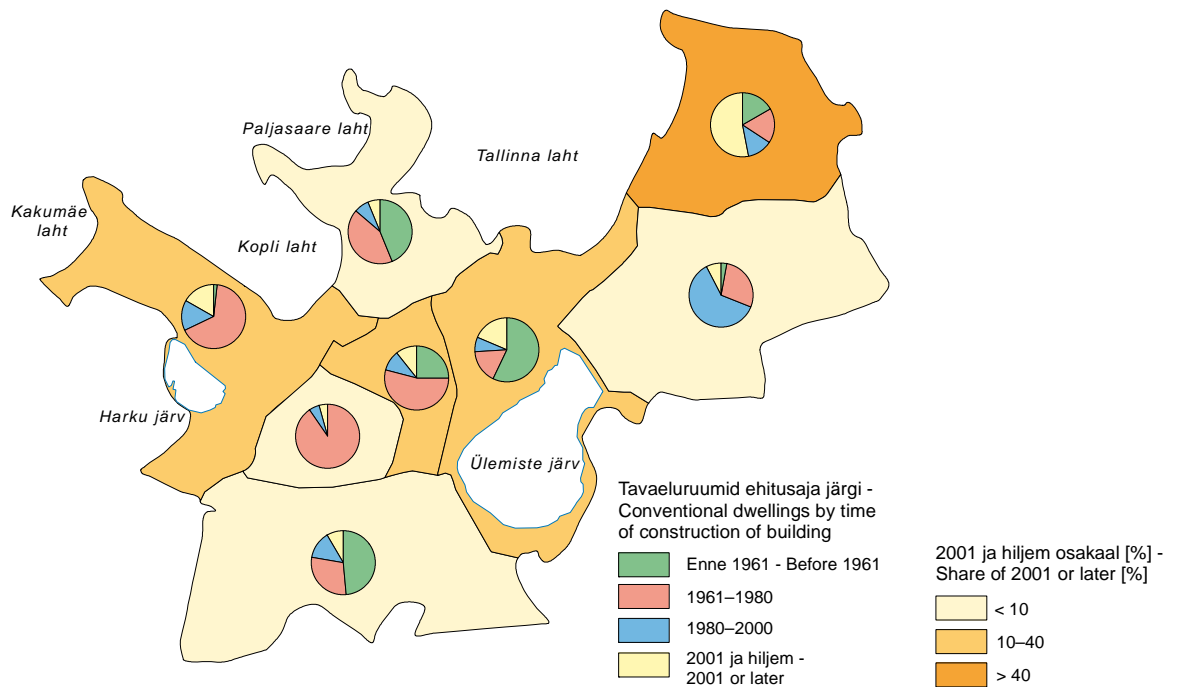 Paljasaare laht
Tallinna laht
Kakumäe
laht
Kopli laht
Harku järv
Ülemiste järv
Tavaeluruumid ehitusaja järgi -
Conventional dwellings by time
of construction of building
Enne 1961 - Before 1961
1961–1980
1980–2000
2001 ja hiljem -
2001 or later
2001 ja hiljem osakaal [%] -
Share of 2001 or later [%]
< 10
10–40
> 40